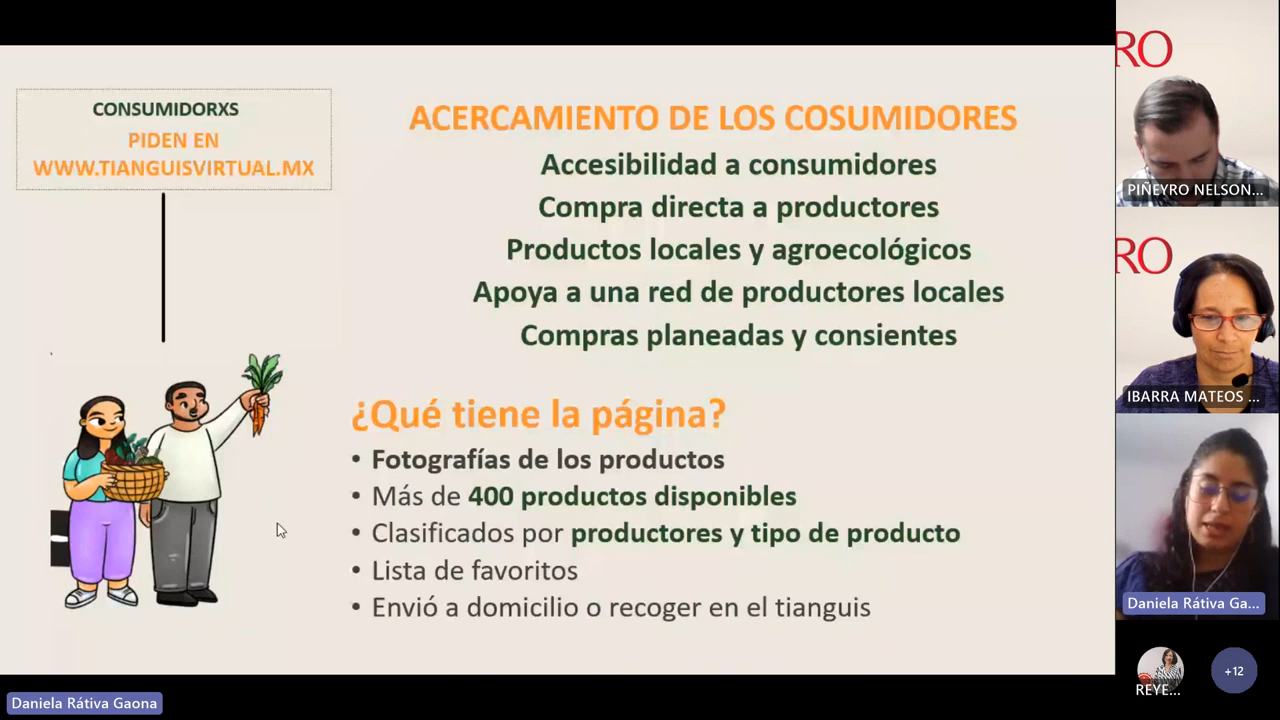 CONSUMIDORXS
PIDEN EN
WWW.TIANGUISVIRTUAL.MX
ACERCAMIENTO DE LOS COSUMIDORES
Accesibilidad a consumidores
Compra directa a productores
Productos locales y agroecológicos
Apoya a una red de productores locales
Compras planeadas y consientes
¿Qué tiene la página?
• Fotografías de los productos
• Más de 400 productos disponibles
• Clasificados por productores y tipo de producto
• Lista de favoritos
• Envió a domicilio o recoger en el tianguis
RO
PIÑEYRO NELSON...
RO
IBARRA MATEOS ...
Daniela Rátiva Ga...
REYE...
+12
Daniela Rátiva Gaona